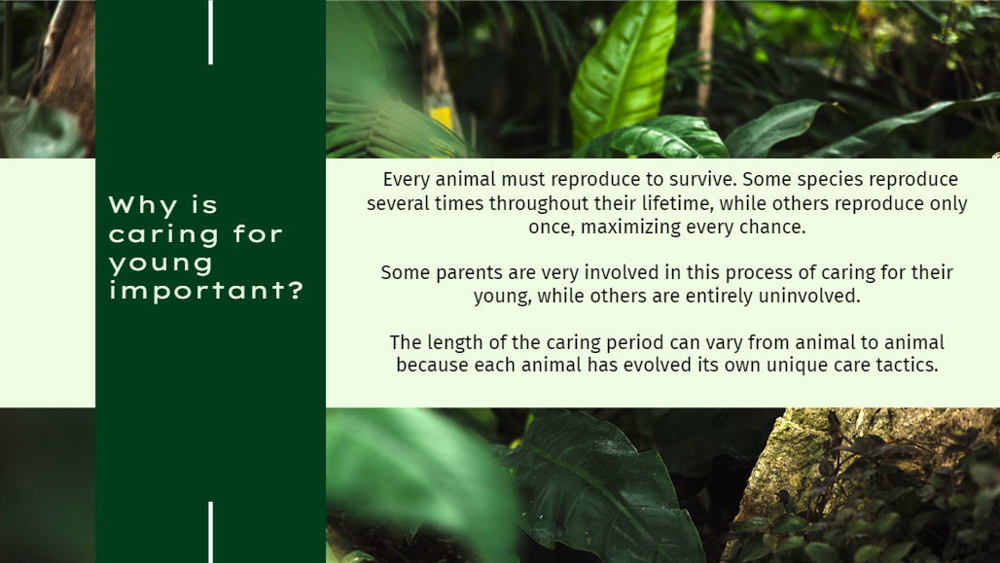 Why is
caring for
young
important?
Every animal must reproduce to survive. Some species reproduce
several times throughout their lifetime, while others reproduce only
once, maximizing every chance.
Some parents are very involved in this process of caring for their
young, while others are entirely uninvolved.
The length of the caring period can vary from animal to animal
because each animal has evolved its own unique care tactics.